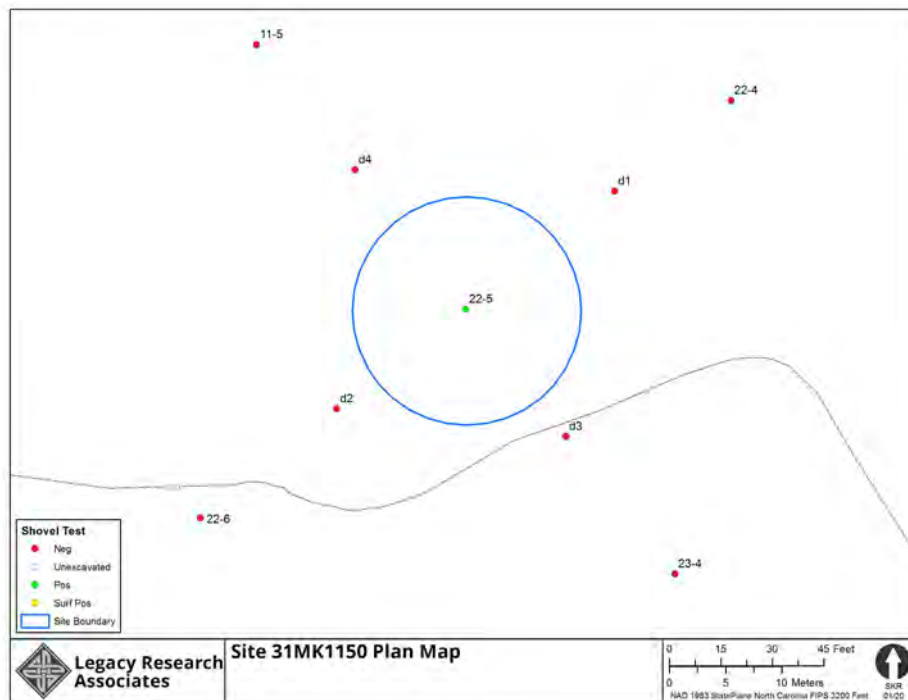 11-5
22-4
d4
d1
22-5
d2
d3
22-6
23-4
Shovel Test
Neg
Unexcavated
Pos
Surf Pos
Site Boundary
Legacy Research
Associates
Site 31MK1150 Plan Map
0 15 30 45 Feet
0 5 10 Meters
NAD 1983 StatePlane North Carolina FIPS 3200 Feet
SKR
01/20